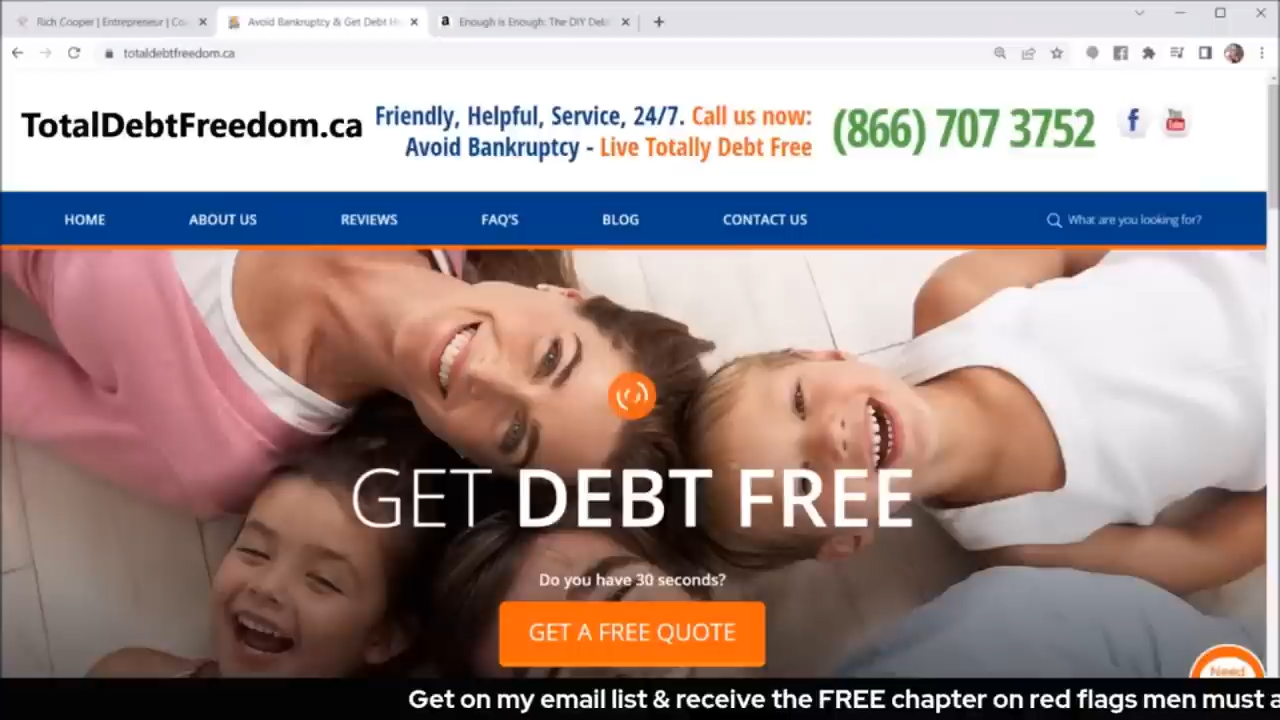 Rich Cooper | Entrepreneur | Co
Avoid Bankruptcy & Get Debt
Enough is Enough: The DIY Deb
totaldebtfreedom.ca
TotalDebtFreedom.ca
Friendly, Helpful, Service, 24/7. Call us now:
Avoid Bankruptcy - Live Totally Debt Free
(866) 707 3752
HOME ABOUT US REVIEWS FAQ'S BLOG CONTACT US What are you looking for?
GET DEBT FREE
Do you have 30 seconds?
GET A FREE QUOTE
Need
Get on my email list & receive the FREE chapter on red flags men must a